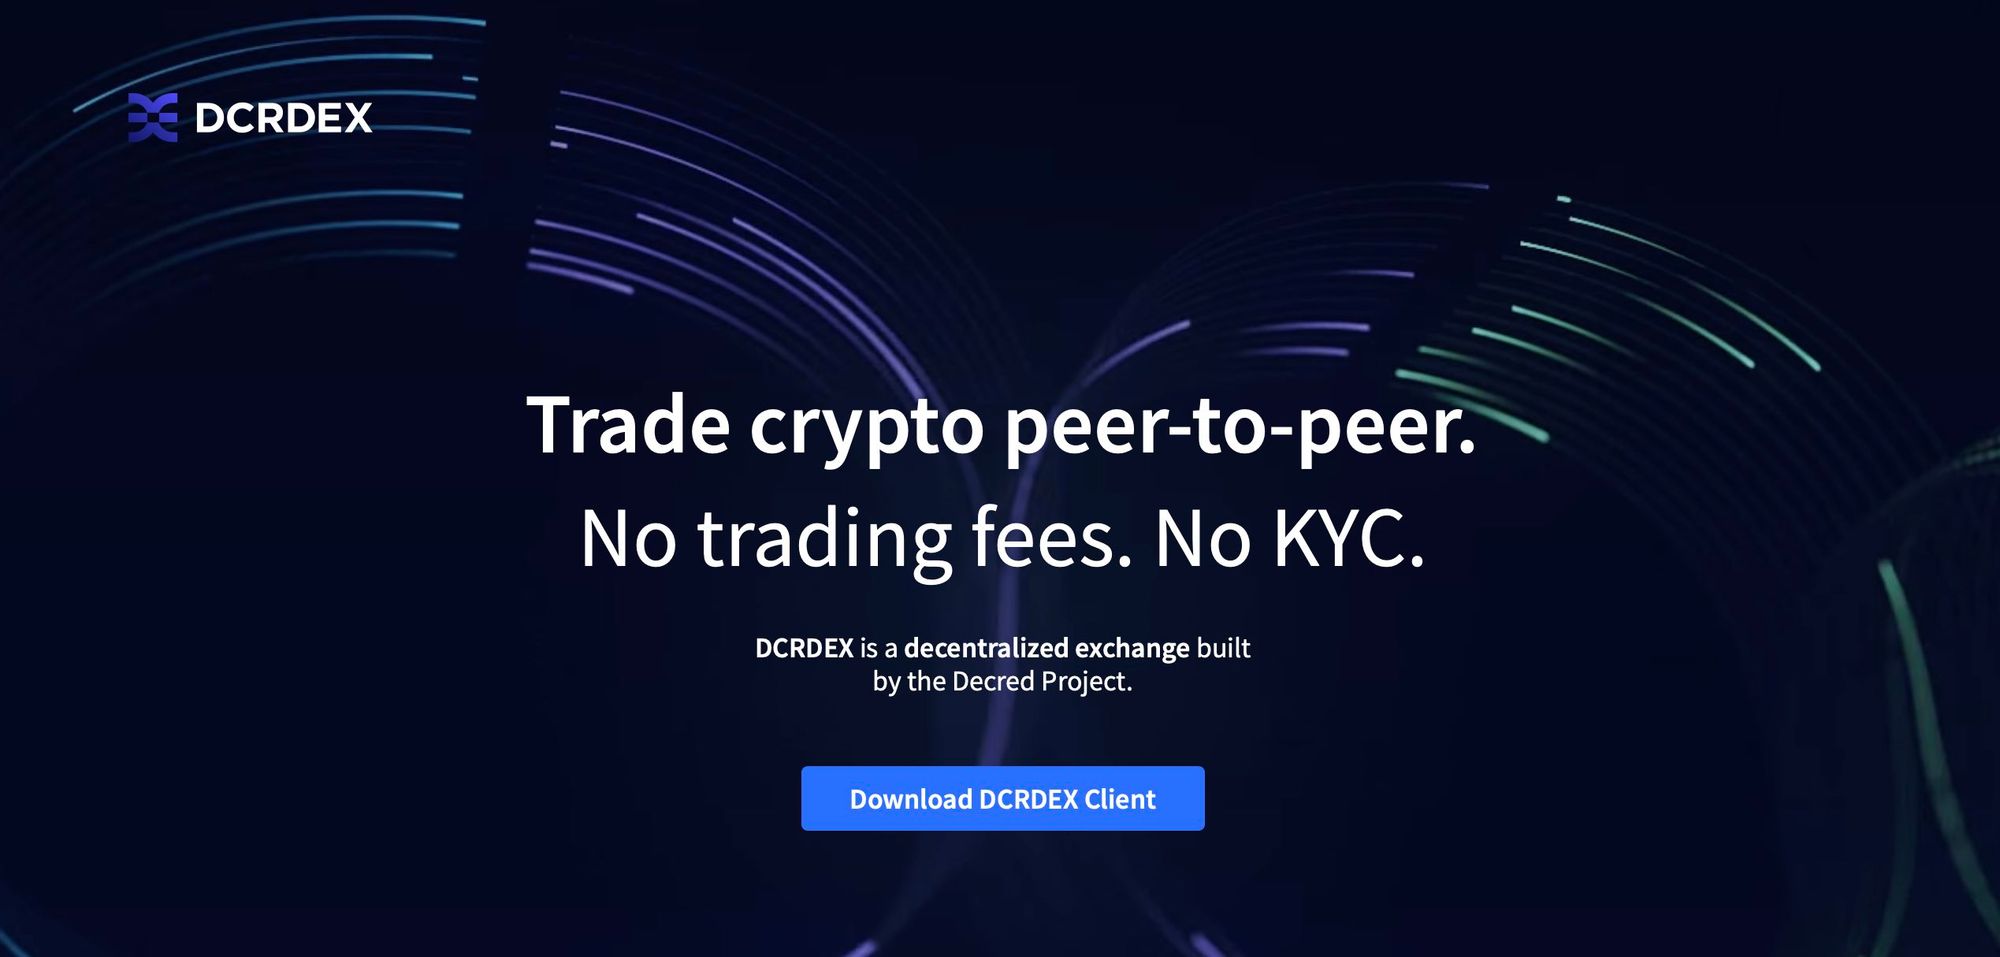 DCRDEX
Trade crypto peer-to-peer.
No trading fees. No KYC.
DCRDEX is a decentralized exchange built
by the Decred Project.
Download DCRDEX Client